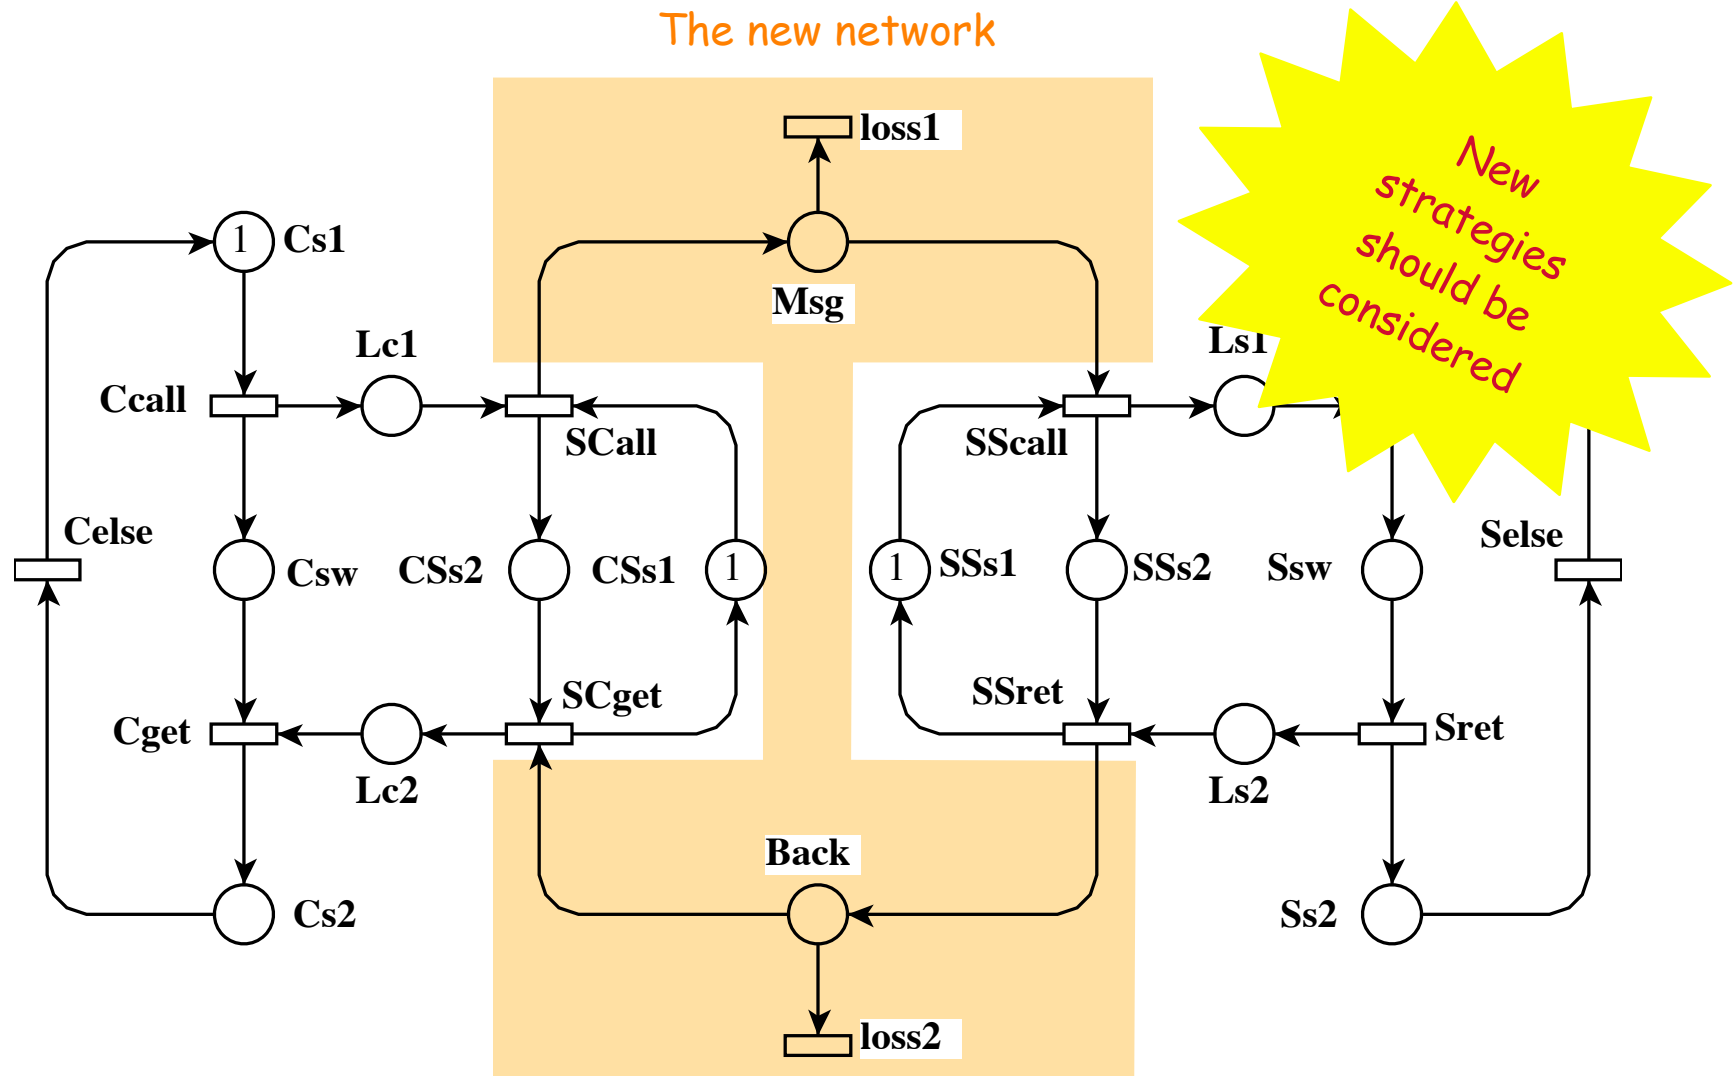 The new network
loss1
New
strategies
should be
considered
1 Cs1
Msg
Lc1
Ls1
Ccall
SCall
SScall
Celse
Selse
Csw
CSs2
CSs1
1
1
SSs1
SSs2
Ssw
SCget
SSret
Cget
Sret
Lc2
Ls2
Back
Cs2
Ss2
loss2